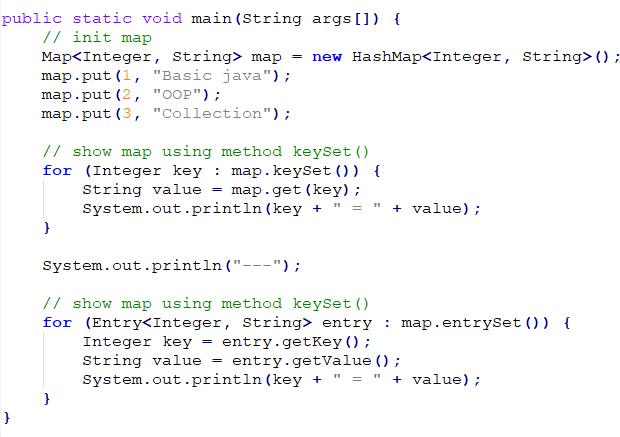 public static void main(String args[]) {
    // init map
    Map<Integer, String> map = new HashMap<Integer, String>();
    map.put(1, "Basic java");
    map.put(2, "OOP");
    map.put(3, "Collection");

    // show map using method keySet()
    for (Integer key : map.keySet()) {
        String value = map.get(key);
        System.out.println(key + " = " + value);
    }

    System.out.println("---");

    // show map using method keySet()
    for (Entry<Integer, String> entry : map.entrySet()) {
        Integer key = entry.getKey();
        String value = entry.getValue();
        System.out.println(key + " = " + value);
    }
}